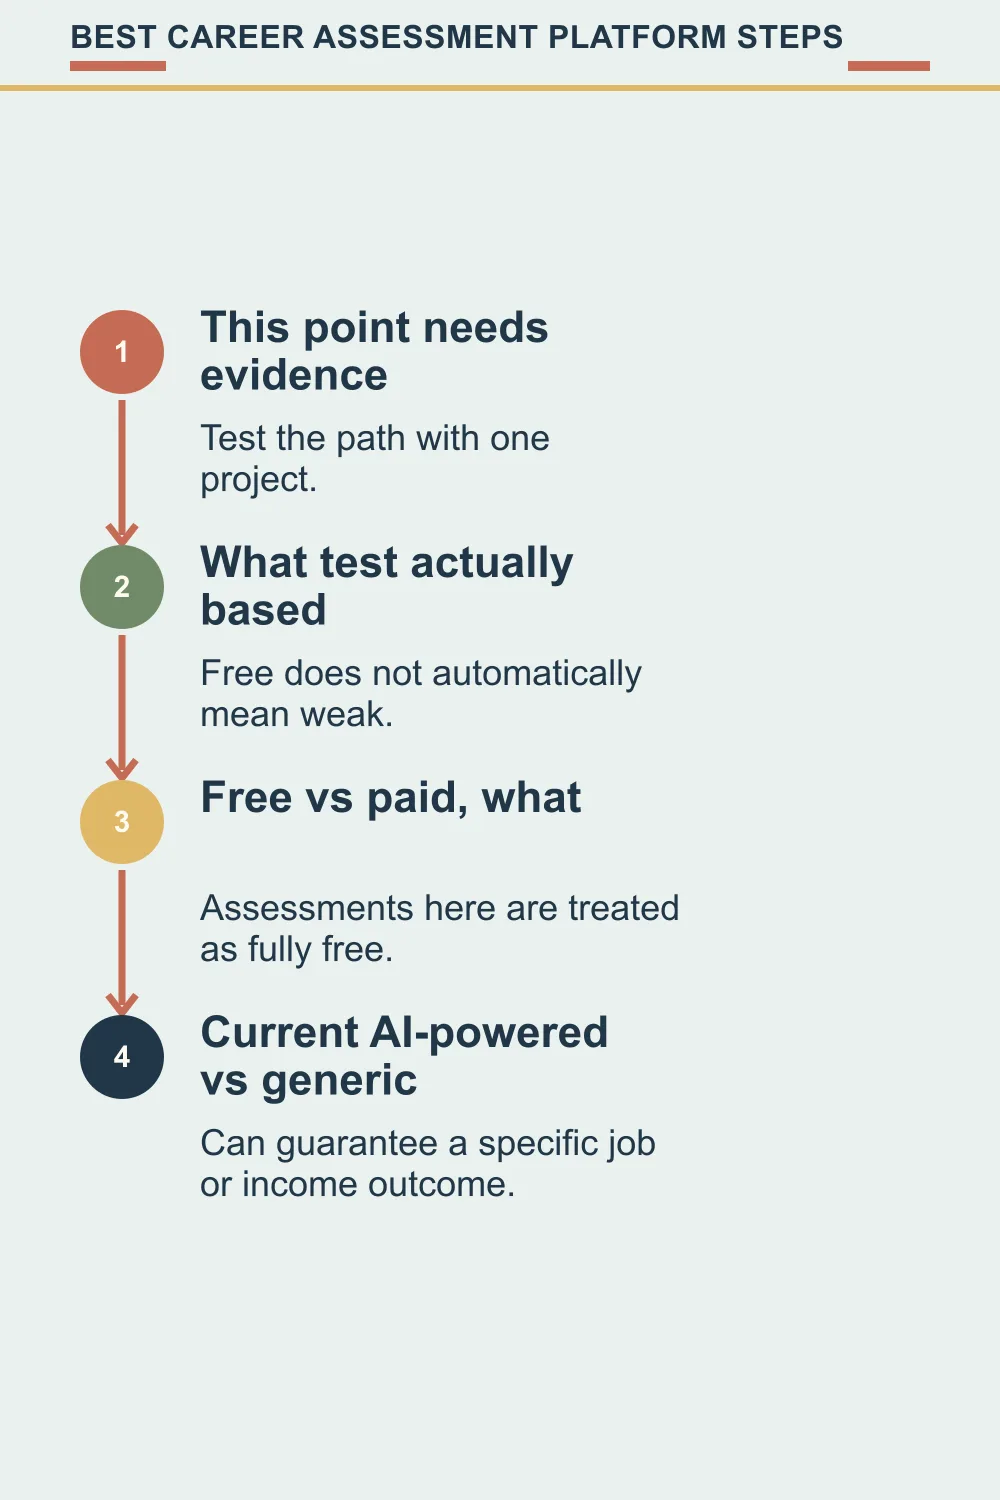 BEST CAREER ASSESSMENT PLATFORM STEPS
1
This point needs
evidence
Test the path with one
project.
2
What test actually
based
Free does not automatically
mean weak.
3
Free vs paid, what
Assessments here are treated
as fully free.
4
Current AI-powered
vs generic
Can guarantee a specific job
or income outcome.